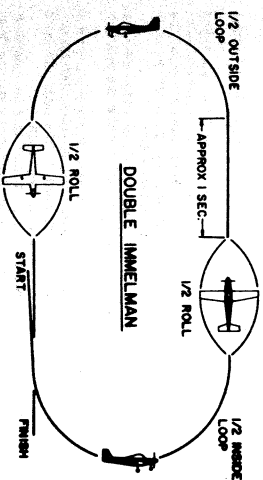 1/2 OUTSIDE
LOOP
APPROX 1 SEC.
1/2 ROLL
1/2 INSIDE
LOOP
DOUBLE IMMELMAN
1/2 ROLL
START
FINISH